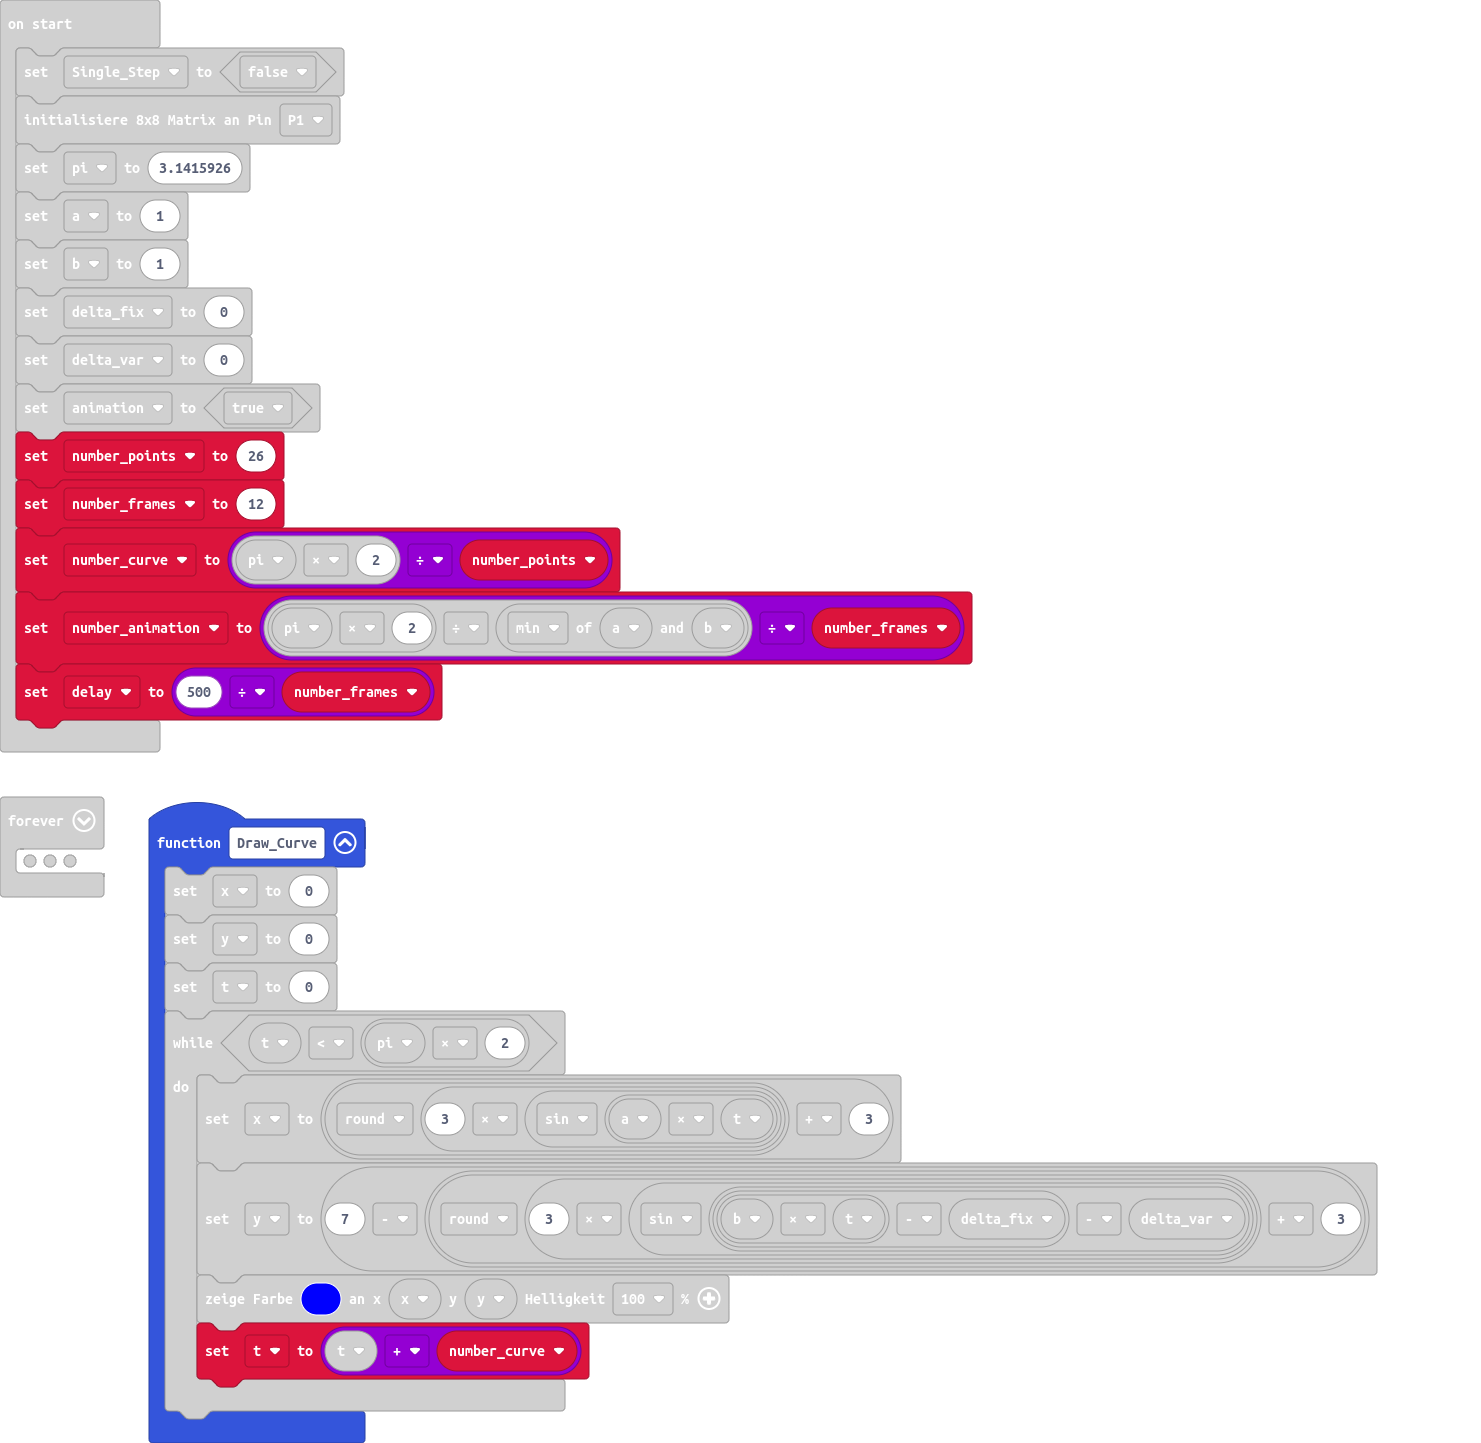 on start
set Single_Step to false
initialisiere 8x8 Matrix an Pin P1
set pi to 3.1415926
set a to 1
set b to 1
set delta_fix to 0
set delta_var to 0
set animation to true
set number_points to 26
set number_frames to 12
set number_curve to pi × 2 ÷ number_points
set number_animation to pi × 2 ÷ min of a and b ÷ number_frames
set delay to 500 ÷ number_frames
forever
function Draw_Curve
set x to 0
set y to 0
set t to 0
while t < pi × 2
do
set x to round 3 × sin a × t + 3
set y to 7 - round 3 × sin b × t - delta_fix - delta_var + 3
zeige Farbe an x x y y Helligkeit 100 %
set t to t + number_curve